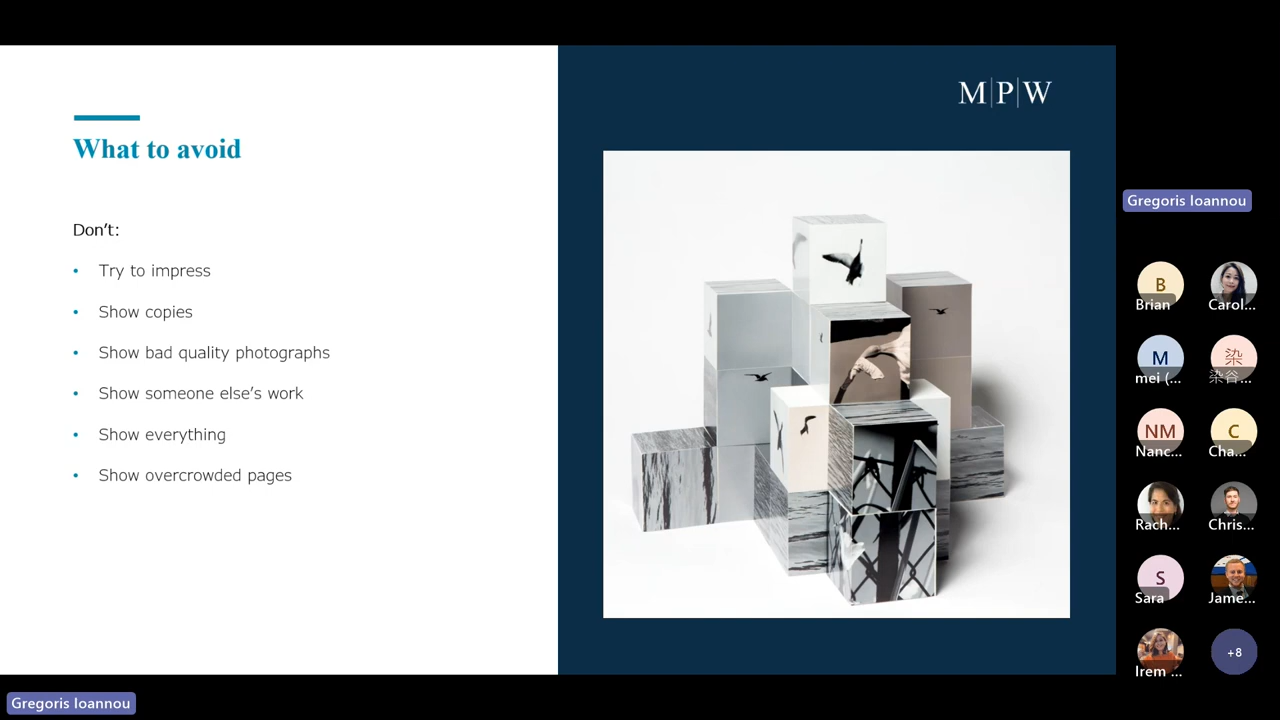 M|P|W
What to avoid
Don't:
• Try to impress
• Show copies
• Show bad quality photographs
• Show someone else's work
• Show everything
• Show overcrowded pages
Gregoris Ioannou
B
Brian
Carol...
M
mei (...
染
染谷...
NM
Nanc...
C
Cha...
Rach...
Chris...
S
Sara
Jame...
Irem ...
+8
Gregoris Ioannou